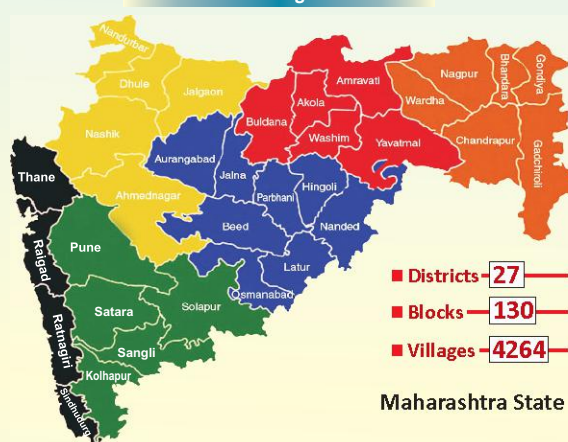 Nandurbar
Dhule
Jalgaon
Nashik
Ahmednagar
Buldana
Akola
Amravati
Washim
Yavatmal
Nagpur
Wardha
Bhandara
Gondiya
Chandrapur
Gadchiroli
Aurangabad
Jalna
Parbhani
Hingoli
Beed
Nanded
Latur
Osmanabad
Thane
Raigad
Ratnagiri
Sindhudurg
Pune
Satara
Solapur
Sangli
Kolhapur
Districts 27
Blocks 130
Villages 4264
Maharashtra State